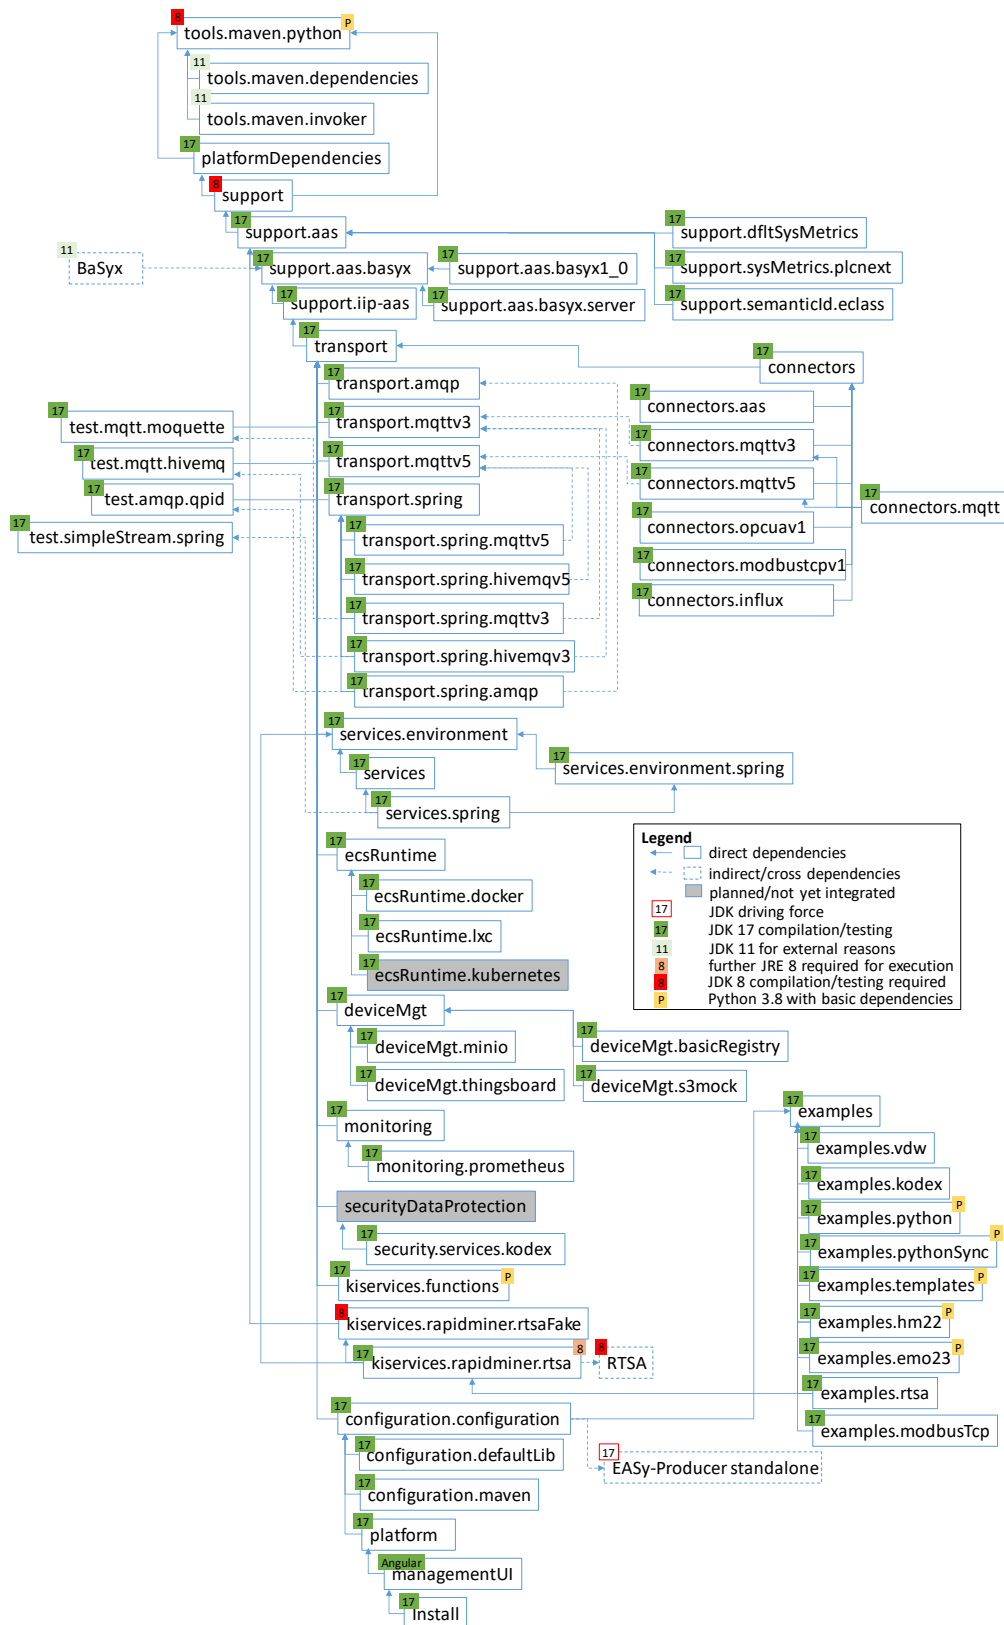 8
P
tools.maven.python
11
tools.maven.dependencies
11
tools.maven.invoker
17
platformDependencies
8
support
17
support.aas
17
support.dfltSysMetrics
11
BaSyx
17
support.aas.basyx
17
support.aas.basyx1_0
17
support.sysMetrics.plcnext
17
support.iip-aas
17
support.aas.basyx.server
17
support.semanticId.eclass
17
transport
17
connectors
17
transport.amqp
17
connectors.aas
17
test.mqtt.moquette
17
transport.mqttv3
17
connectors.mqttv3
17
test.mqtt.hivemq
17
transport.mqttv5
17
connectors.mqttv5
17
test.amqp.qpid
17
transport.spring
17
connectors.mqtt
17
test.simpleStream.spring
17
transport.spring.mqttv5
17
connectors.opcuav1
17
transport.spring.hivemqv5
17
connectors.modbustcpv1
17
transport.spring.mqttv3
17
connectors.influx
17
transport.spring.hivemqv3
17
transport.spring.amqp
17
services.environment
17
services
17
services.environment.spring
17
services.spring
Legend
direct dependencies
indirect/cross dependencies
planned/not yet integrated
17
JDK driving force
17
JDK 17 compilation/testing
11
JDK 11 for external reasons
8
further JRE 8 required for execution
8
JDK 8 compilation/testing required
P
Python 3.8 with basic dependencies
17
ecsRuntime
17
ecsRuntime.docker
17
ecsRuntime.lxc
17
ecsRuntime.kubernetes
17
deviceMgt
17
deviceMgt.minio
17
deviceMgt.basicRegistry
17
deviceMgt.thingsboard
17
deviceMgt.s3mock
17
monitoring
17
monitoring.prometheus
securityDataProtection
17
security.services.kodex
17
P
kiservices.functions
8
kiservices.rapidminer.rtsaFake
17
8
kiservices.rapidminer.rtsa
8
RTSA
17
examples
17
examples.vdw
17
examples.kodex
17
P
examples.python
17
P
examples.pythonSync
17
P
examples.templates
17
P
examples.hm22
17
P
examples.emo23
17
examples.rtsa
17
examples.modbusTcp
17
configuration.configuration
17
configuration.defaultLib
17
EASy-Producer standalone
17
configuration.maven
17
platform
Angular
managementUI
17
Install